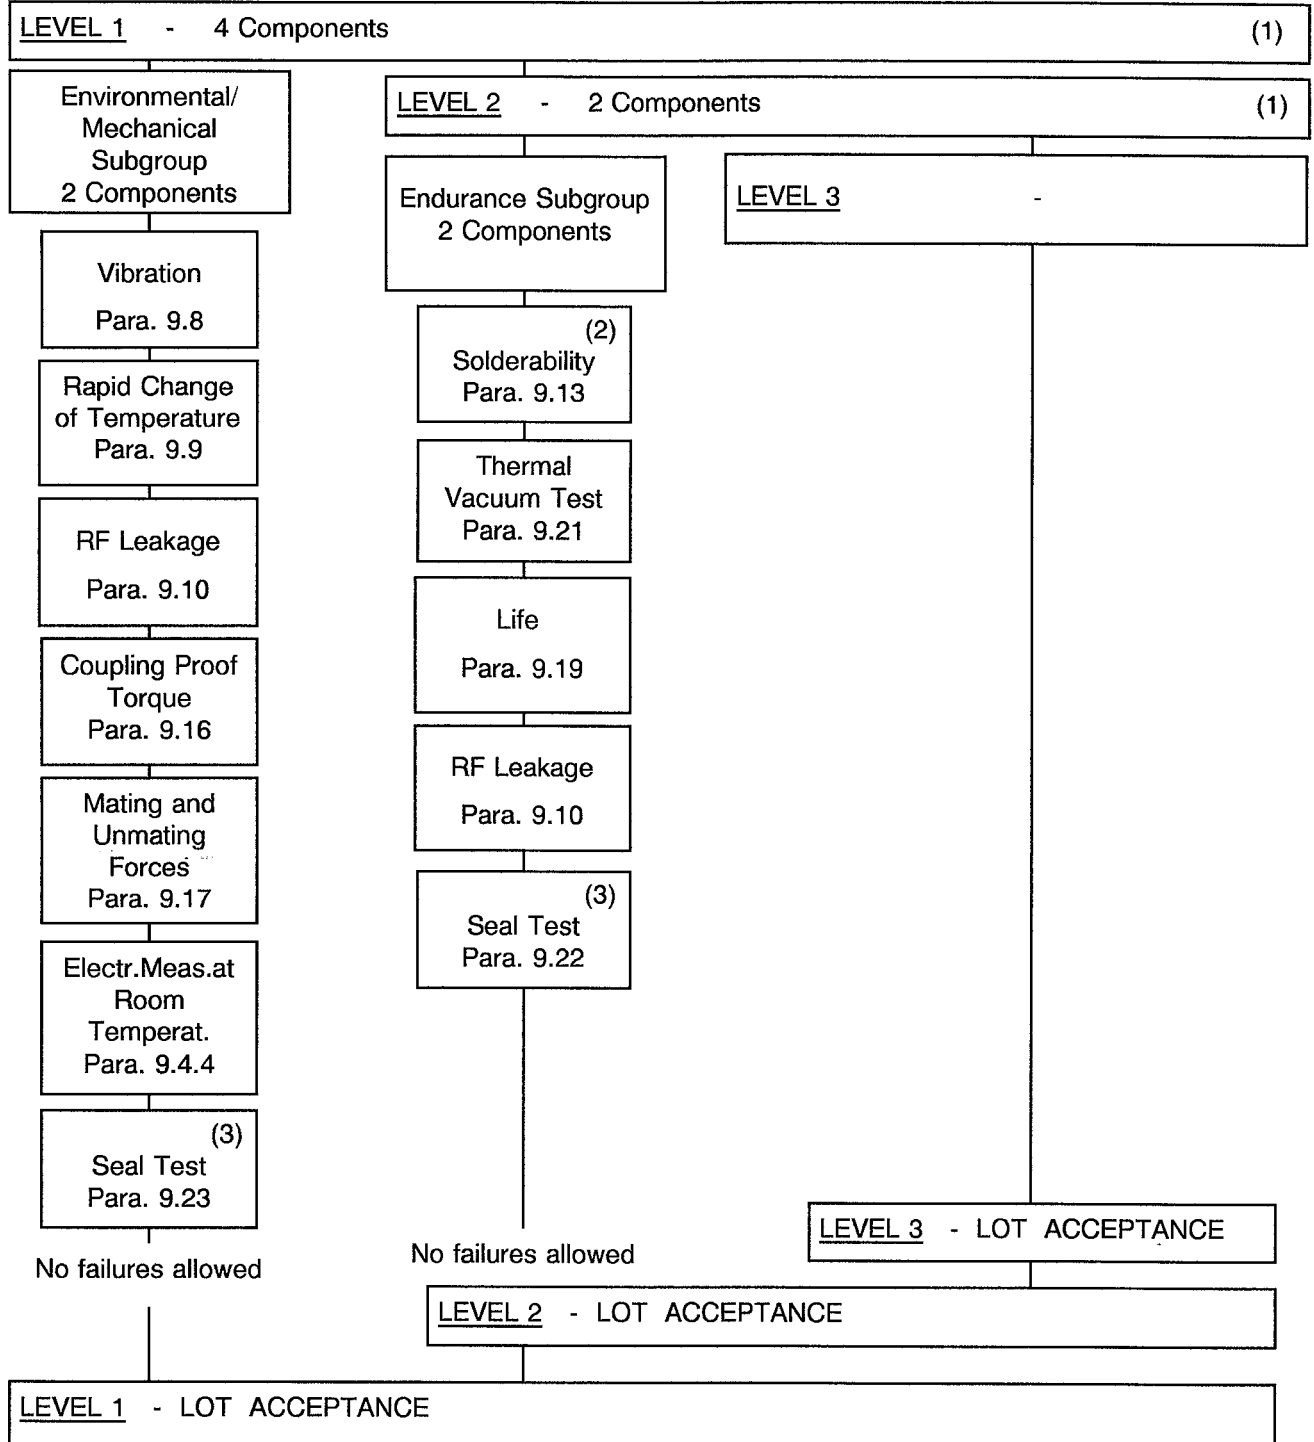 LEVEL 1 - 4 Components (1)
Environmental/
Mechanical
Subgroup
2 Components
Vibration
Para. 9.8
Rapid Change
of Temperature
Para. 9.9
RF Leakage
Para. 9.10
Coupling Proof
Torque
Para. 9.16
Mating and
Unmating
Forces
Para. 9.17
Electr.Meas.at
Room
Temperat.
Para. 9.4.4
(3)
Seal Test
Para. 9.23
No failures allowed
LEVEL 2 - 2 Components (1)
Endurance Subgroup
2 Components
(2)
Solderability
Para. 9.13
Thermal
Vacuum Test
Para. 9.21
Life
Para. 9.19
RF Leakage
Para. 9.10
(3)
Seal Test
Para. 9.22
No failures allowed
LEVEL 3 -
LEVEL 3 - LOT ACCEPTANCE
LEVEL 2 - LOT ACCEPTANCE
LEVEL 1 - LOT ACCEPTANCE